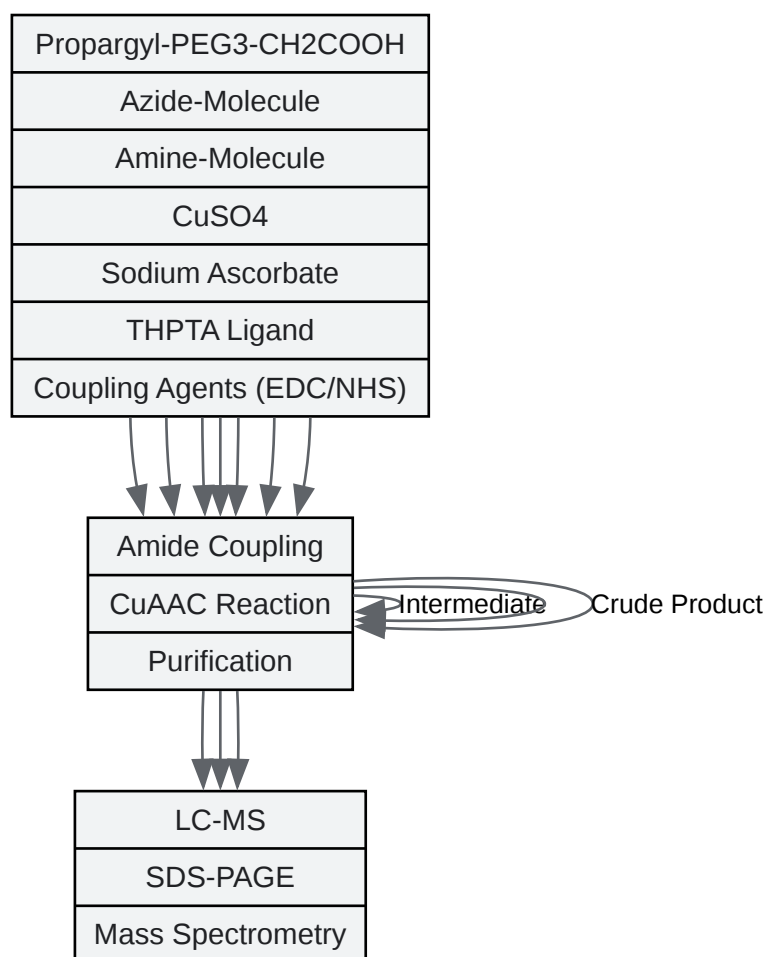 Propargyl-PEG3-CH2COOH
Azide-Molecule
Amine-Molecule
CuSO4
Sodium Ascorbate
THPTA Ligand
Coupling Agents (EDC/NHS)
Amide Coupling
CuAAC Reaction
Intermediate
Crude Product
Purification
LC-MS
SDS-PAGE
Mass Spectrometry